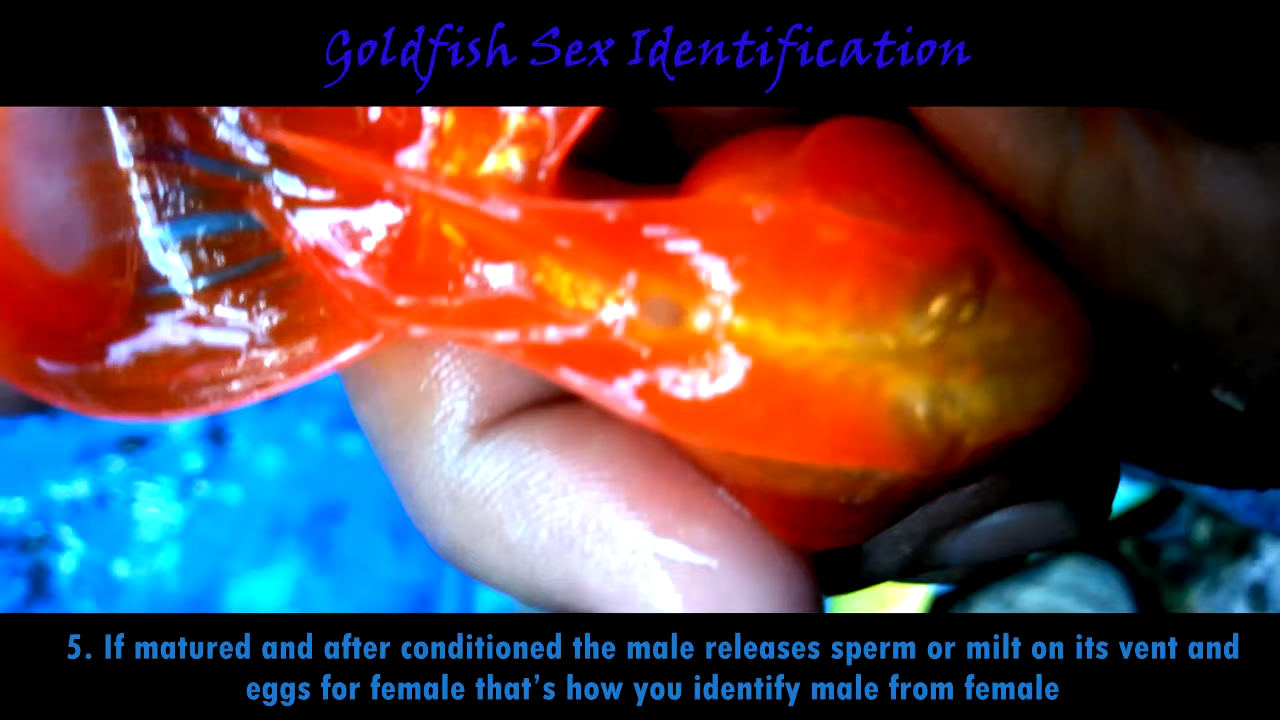 Goldfish Sex Identification
5. If matured and after conditioned the male releases sperm or milt on its vent and
eggs for female that's how you identify male from female